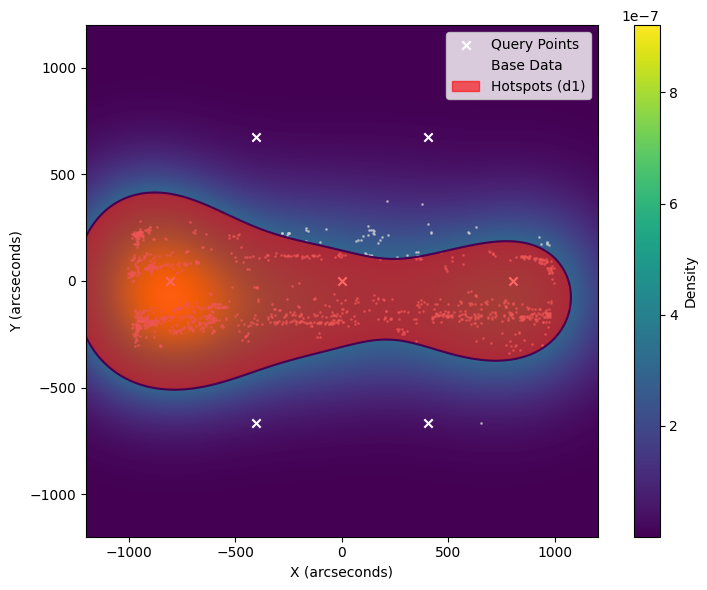 1e−7
Query Points
Base Data
Hotspots (d1)
1000
500
0
−500
−1000
Y (arcseconds)
−1000
−500
0
500
1000
X (arcseconds)
8
6
4
2
Density